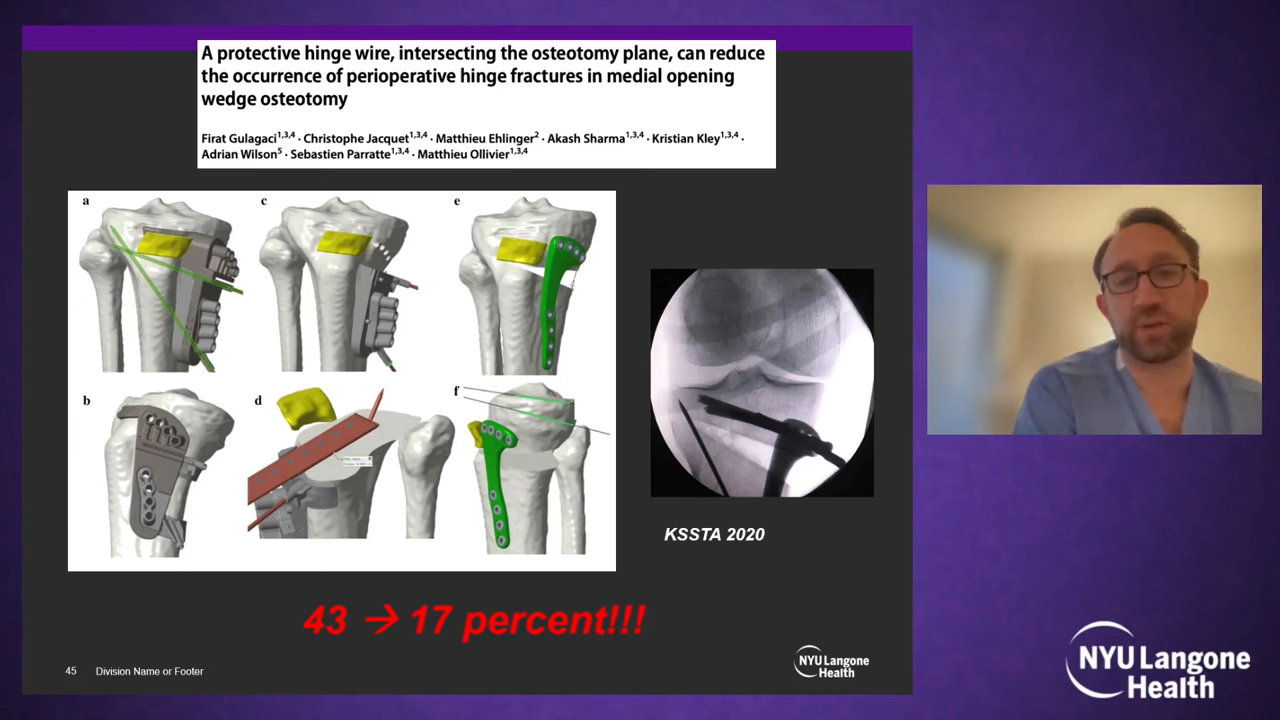 A protective hinge wire, intersecting the osteotomy plane, can reduce
the occurrence of perioperative hinge fractures in medial opening
wedge osteotomy
Firat Gulagaci1,3,4 · Christophe Jacquet1,3,4 · Matthieu Ehlinger2 · Akash Sharma1,3,4 · Kristian Kley1,3,4 ·
Adrian Wilson5 · Sebastien Parratte1,3,4 · Matthieu Ollivier1,3,4
a
c
e
b
d
f
KSSTA 2020
43 → 17 percent!!!
45
Division Name or Footer
NYU Langone
Health
NYU Langone
Health